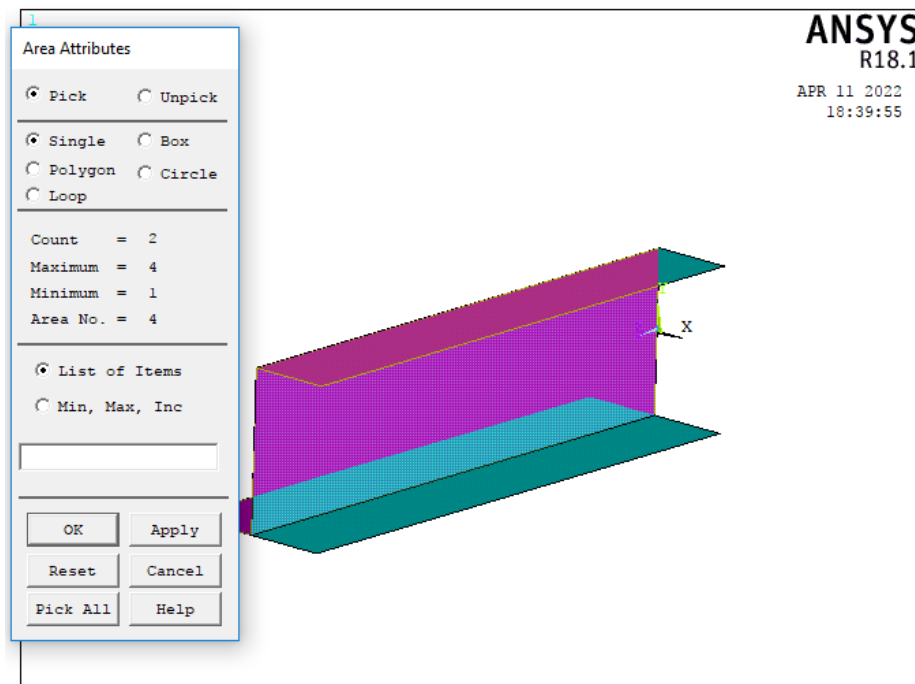 1
ANSYS
R18.1
APR 11 2022
18:39:55
Area Attributes
Pick Unpick
Single Box
Polygon Circle
Loop
Count = 2
Maximum = 4
Minimum = 1
Area No. = 4
List of Items
Min, Max, Inc
OK Apply
Reset Cancel
Pick All Help
X